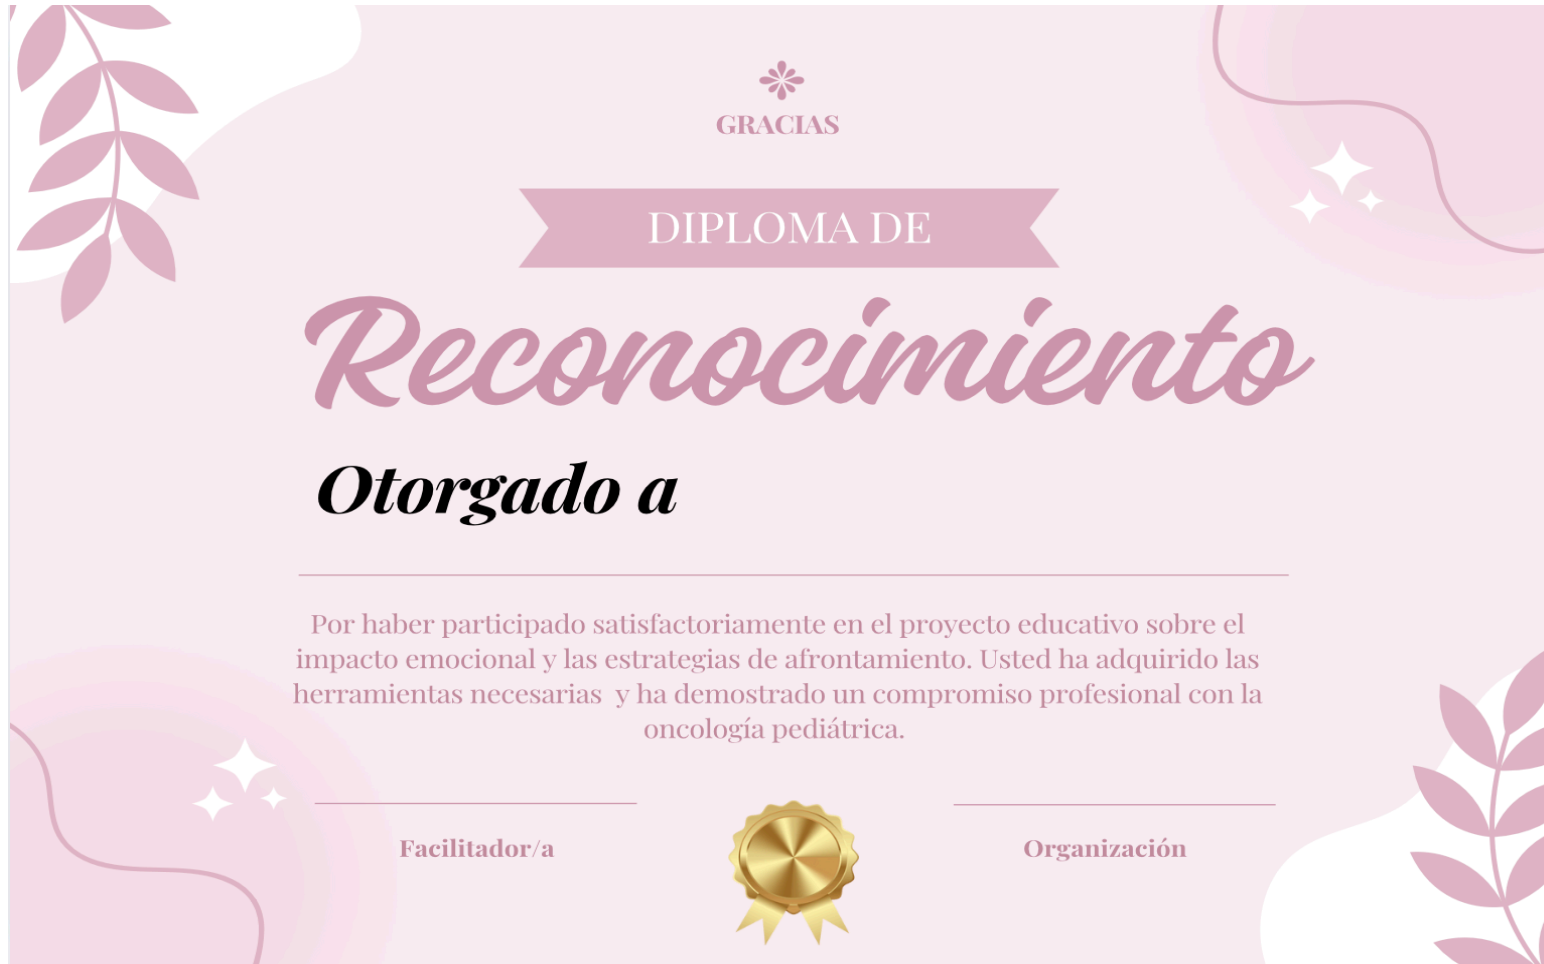 GRACIAS
DIPLOMA DE
Reconocimiento
Otorgado a
Por haber participado satisfactoriamente en el proyecto educativo sobre el
impacto emocional y las estrategias de afrontamiento. Usted ha adquirido las
herramientas necesarias  y ha demostrado un compromiso profesional con la
oncología pediátrica.
Facilitador/a
Organización